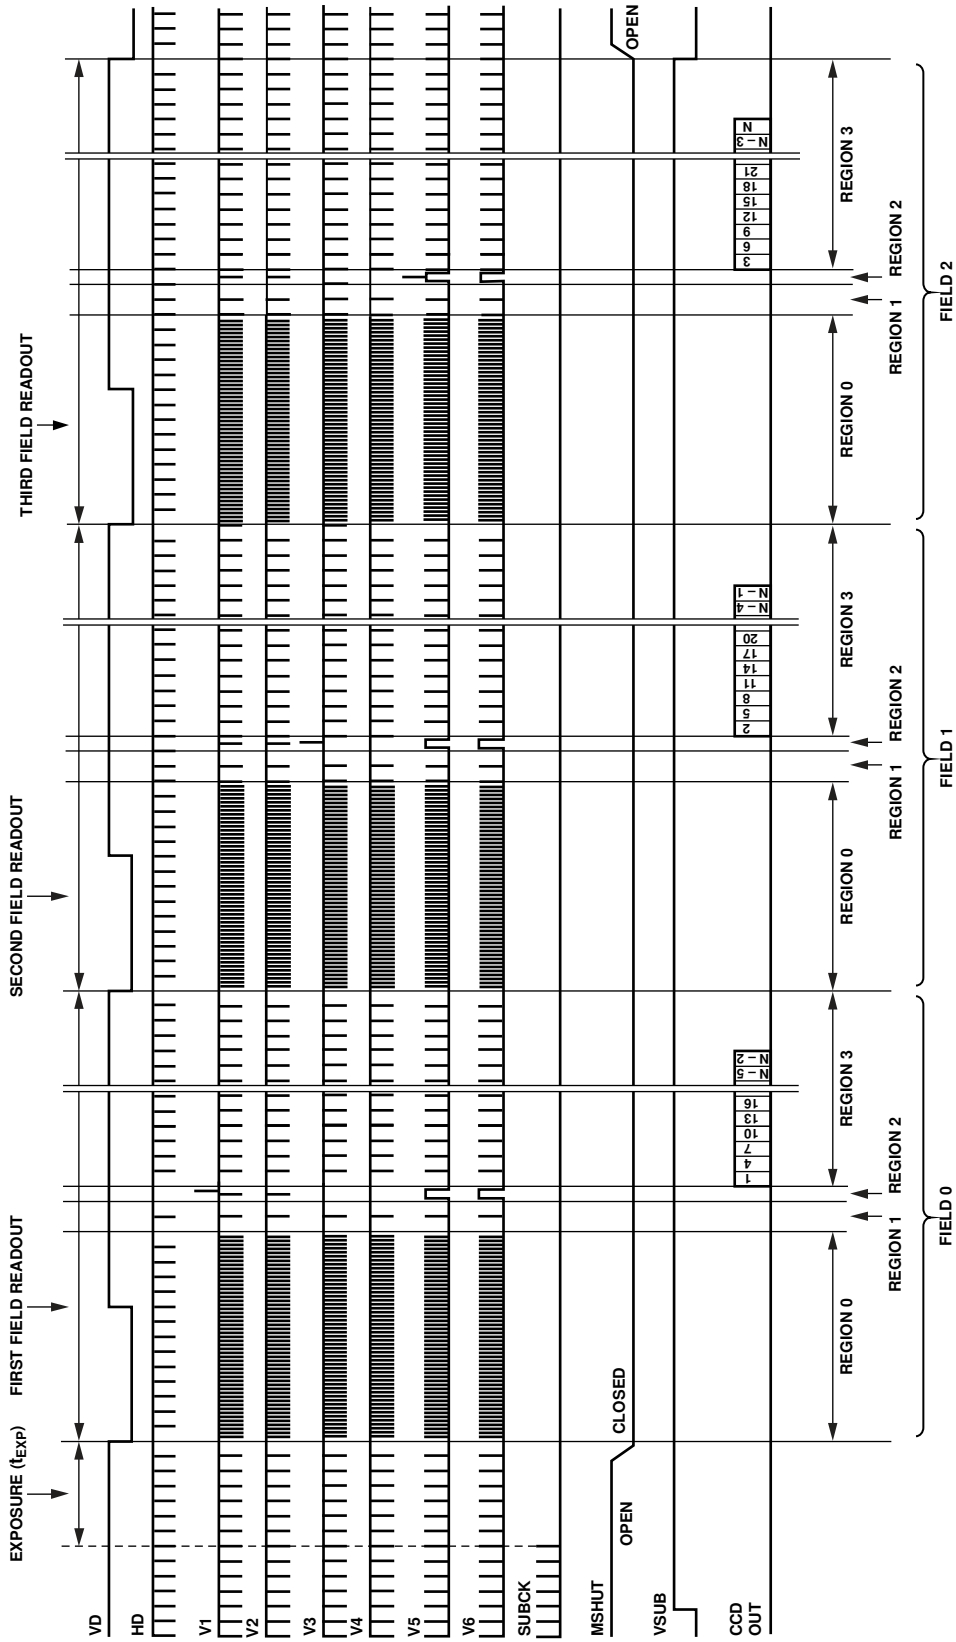 EXPOSURE (tEXP)
FIRST FIELD READOUT
SECOND FIELD READOUT
THIRD FIELD READOUT
VD
HD
V1
V2
V3
V4
V5
V6
SUBCK
MSHUT
OPEN
CLOSED
OPEN
VSUB
CCD
OUT
1 4 7 10 13 16 N – 5 N – 2
2 5 8 11 14 17 20 N – 4 N – 1
3 6 9 12 15 18 21 N – 3 N
REGION 0
REGION 3
REGION 0
REGION 3
REGION 0
REGION 3
REGION 1
REGION 2
REGION 1
REGION 2
REGION 1
REGION 2
FIELD 0
FIELD 1
FIELD 2